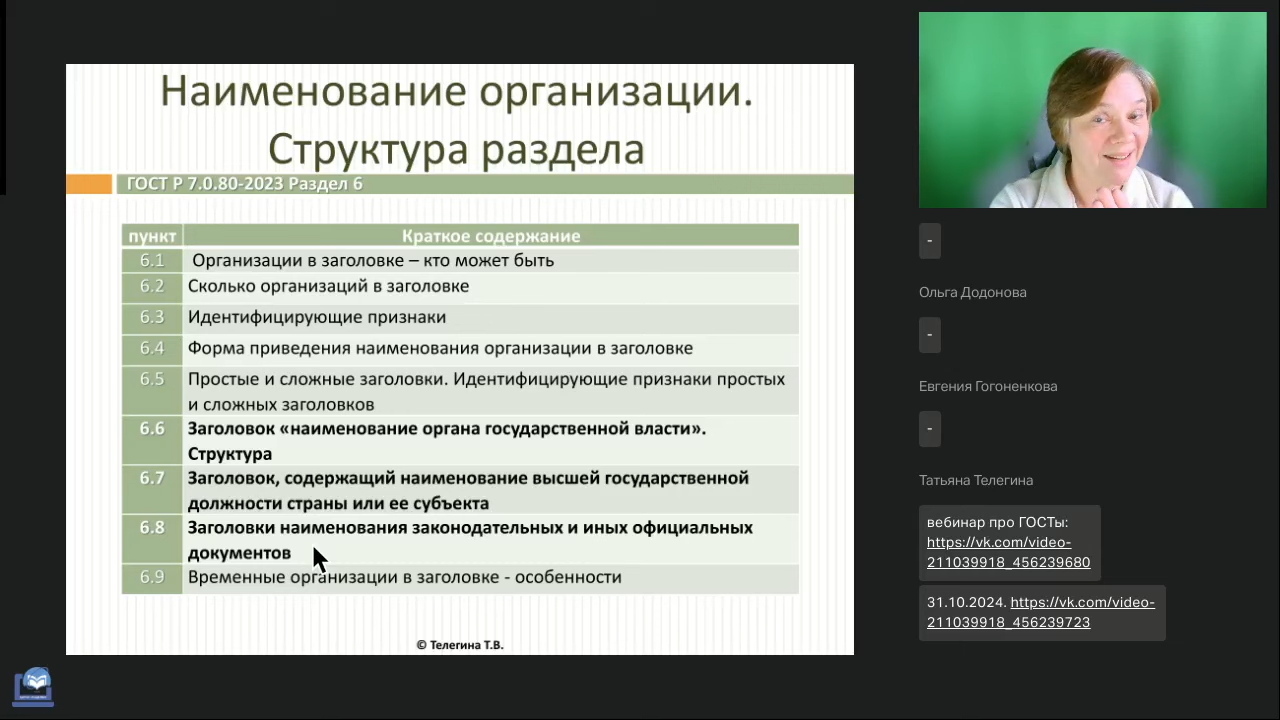 Наименование организации.
Структура раздела
ГОСТ Р 7.0.80-2023 Раздел 6
пункт Краткое содержание
6.1 Организации в заголовке – кто может быть
6.2 Сколько организаций в заголовке
6.3 Идентифицирующие признаки
6.4 Форма приведения наименования организации в заголовке
6.5 Простые и сложные заголовки. Идентифицирующие признаки простых
и сложных заголовков
6.6 Заголовок «наименование органа государственной власти».
Структура
6.7 Заголовок, содержащий наименование высшей государственной
должности страны или ее субъекта
6.8 Заголовки наименования законодательных и иных официальных
документов
6.9 Временные организации в заголовке - особенности
© Телегина Т.В.
-
Ольга Додонова
-
Евгения Гогоненкова
-
Татьяна Телегина
вебинар про ГОСТы:
https://vk.com/video-
211039918_456239680
31.10.2024. https://vk.com/video-
211039918_456239723